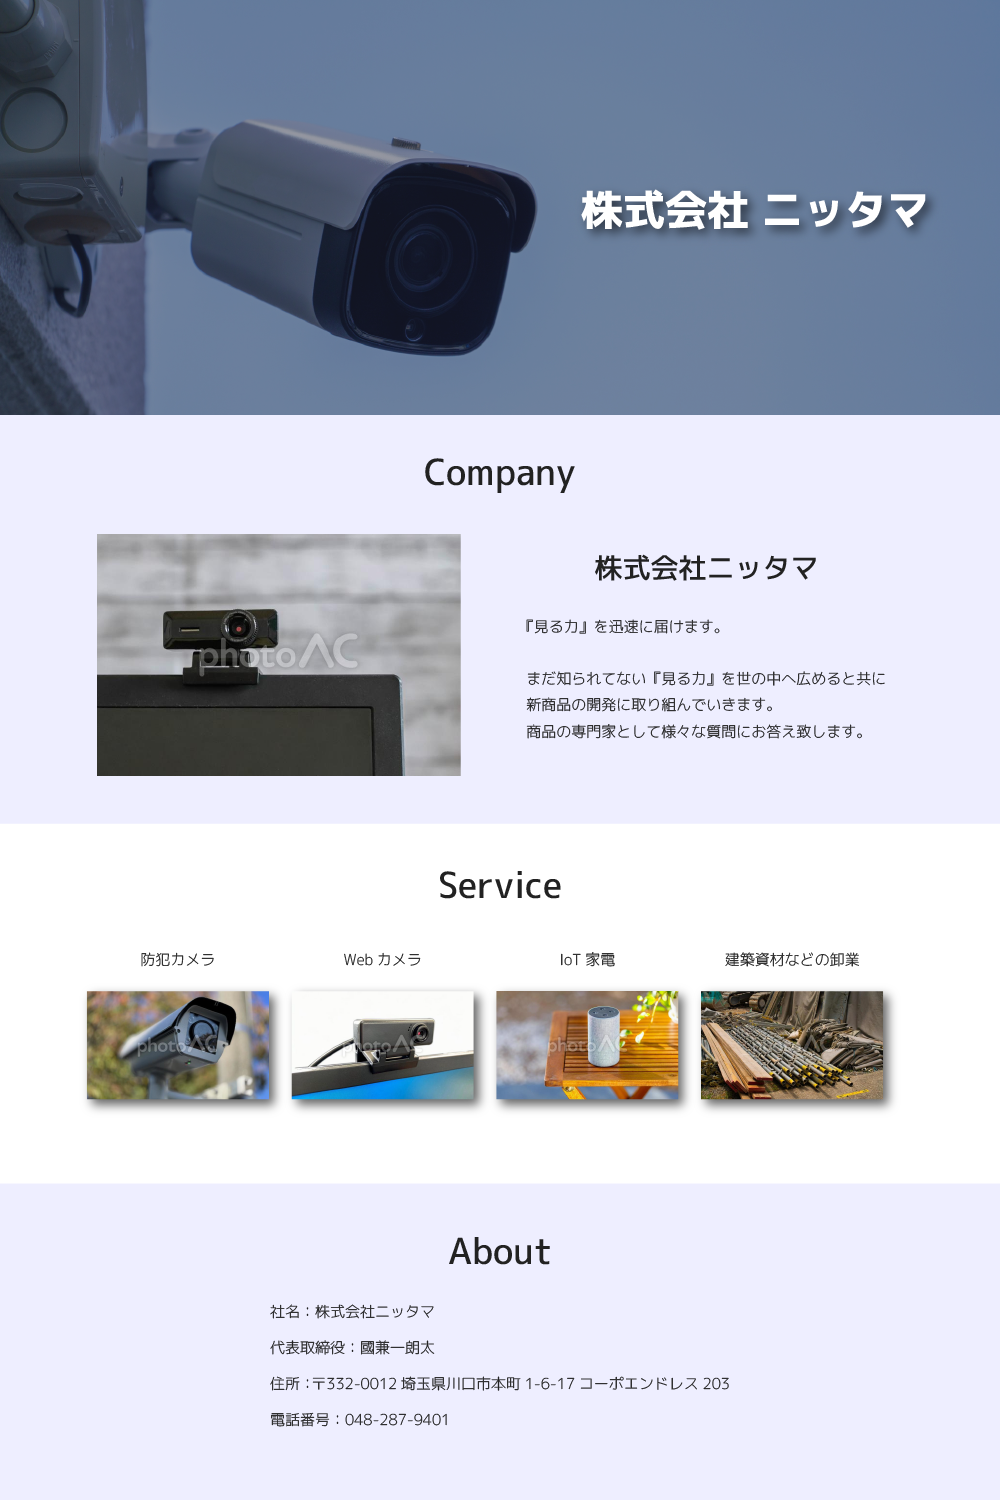 株式会社 ニッタマ
Company
photoAC
株式会社ニッタマ
『見る力』を迅速に届けます。
まだ知られてない『見る力』を世の中へ広めると共に
新商品の開発に取り組んでいきます。
商品の専門家として様々な質問にお答え致します。
Service
防犯カメラ
Web カメラ
IoT 家電
建築資材などの卸業
photoAC
photoAC
photoAC
photoAC
About
社名：株式会社ニッタマ
代表取締役：國兼一朗太
住所：〒332-0012 埼玉県川口市本町 1-6-17 コーポエンドレス 203
電話番号：048-287-9401